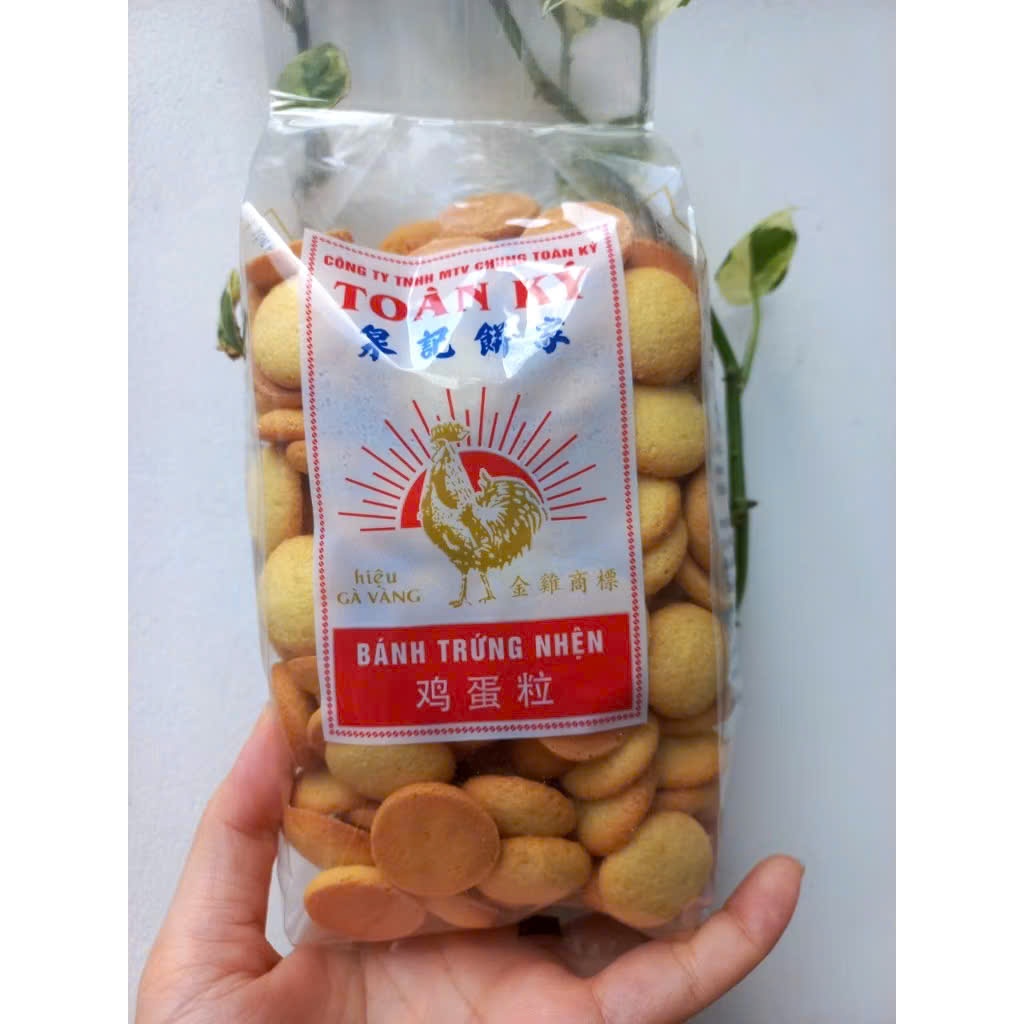 CÔNG TY TNHH MTV CHUNG TOÀN KÝ
TOÀN KÝ
泉記餅家
hiệu
GÀ VÀNG
金雞商標
BÁNH TRỨNG NHỆN
鸡蛋粒